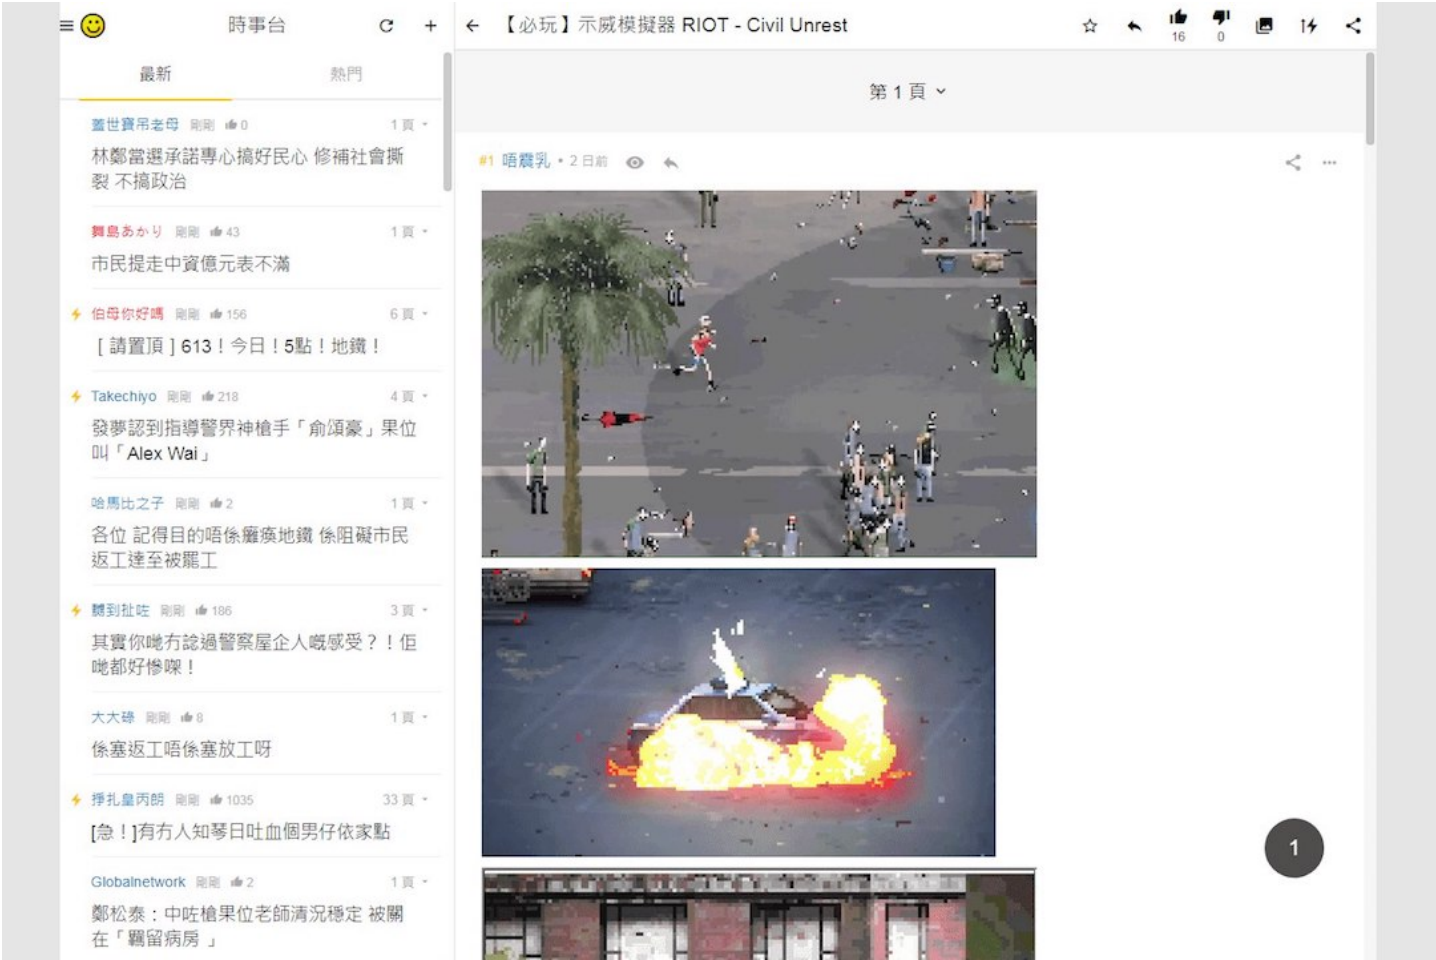 時事台
最新
熱門
蓋世寶吊老母 剛剛 0 1 頁
林鄭當選承諾專心搞好民心 修補社會撕
裂 不搞政治
舞島あかり 剛剛 43 1 頁
市民提走中資億元表不滿
伯母你好嗎 剛剛 156 6 頁
[ 請置頂 ] 613！今日！5點！地鐵！
Takechiyo 剛剛 218 4 頁
發夢認到指導警界神槍手「俞頌豪」果位
叫「Alex Wai」
哈馬比之子 剛剛 2 1 頁
各位 記得目的唔係癱瘓地鐵 係阻礙市民
返工達至被罷工
嬲到扯咗 剛剛 186 3 頁
其實你哋冇諗過警察屋企人嘅感受？！佢
哋都好慘㗎！
大大碌 剛剛 8 1 頁
係塞返工唔係塞放工呀
掙扎皇丙朗 剛剛 1035 33 頁
[急！]有冇人知琴日吐血個男仔依家點
Globalnetwork 剛剛 2 1 頁
鄭松泰：中咗槍果位老師清況穩定 被關
在「羈留病房 」
【必玩】示威模擬器 RIOT - Civil Unrest
16
0
第 1 頁
#1 唔震乳 • 2 日前
1